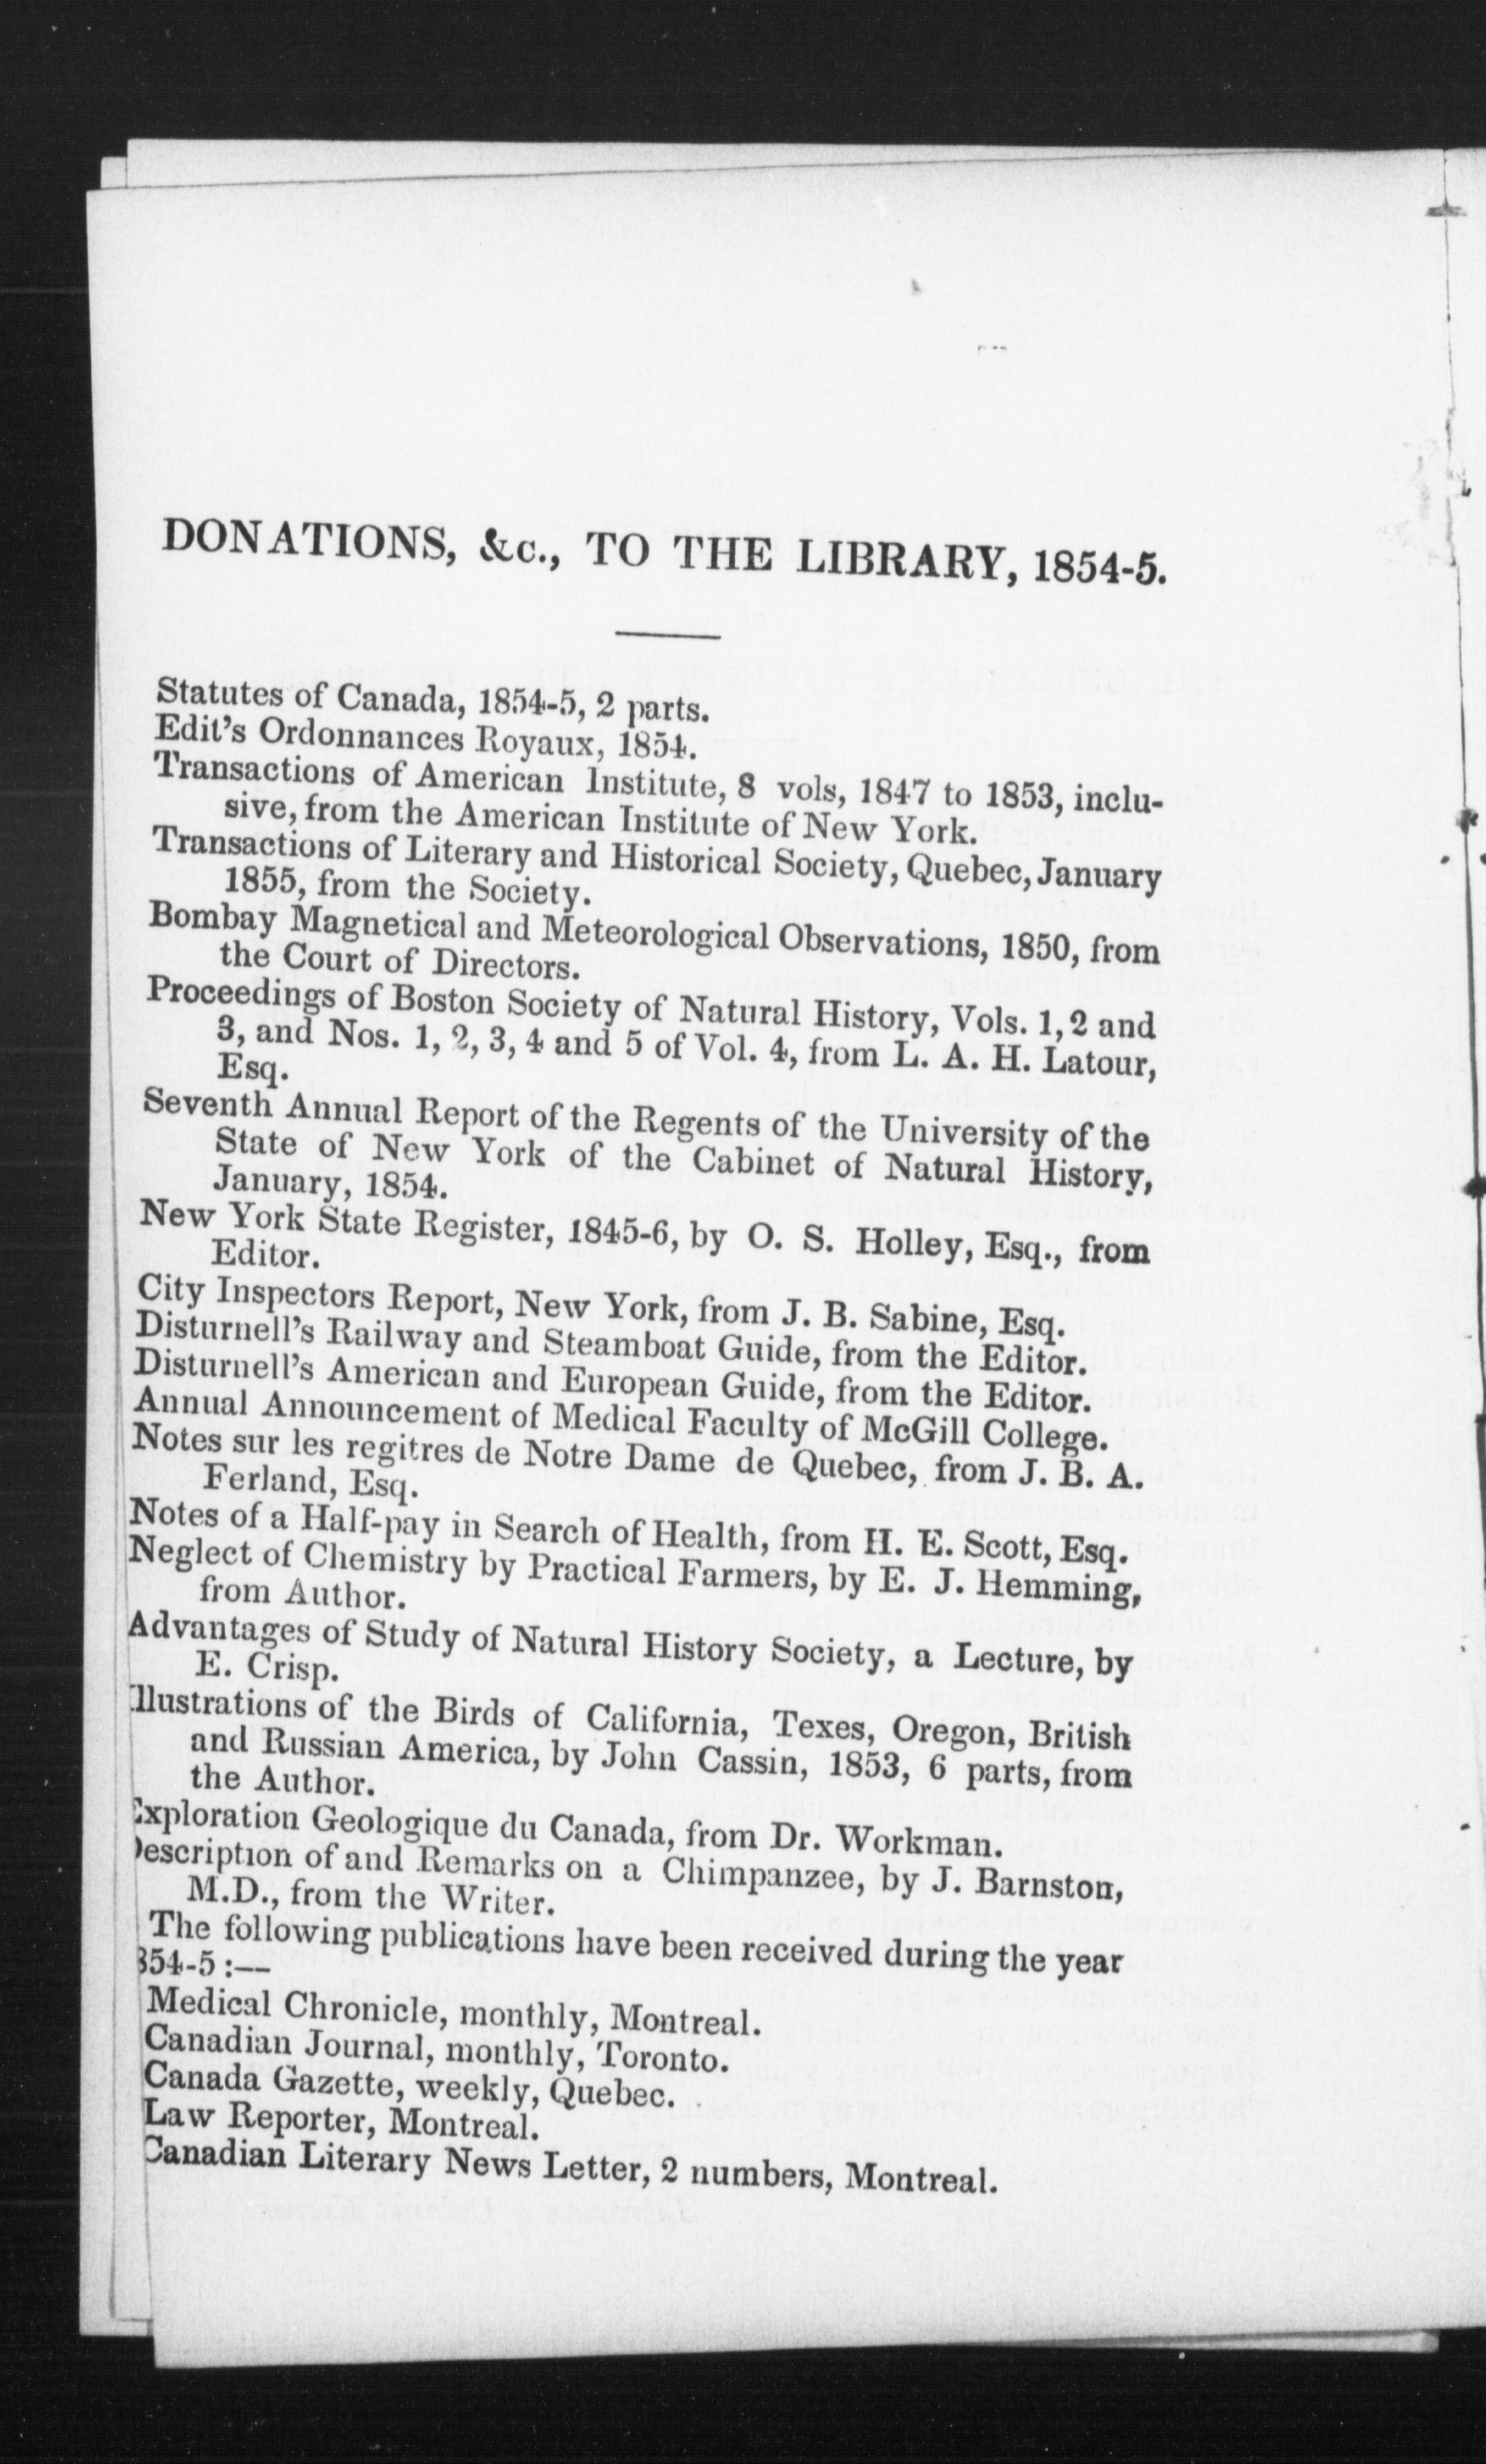 DONATIONS, &c., TO THE LIBRARY, 1854-5.
Statutes of Canada, 1854-5, 2 parts.
Edit's Ordonnances Royaux, 1854.
Transactions of American Institute, 8 vols, 1847 to 1853, inclu-
sive, from the American Institute of New York.
Transactions of Literary and Historical Society, Quebec, January
1855, from the Society.
Bombay Magnetical and Meteorological Observations, 1850, from
the Court of Directors.
Proceedings of Boston Society of Natural History, Vols. 1, 2 and
3, and Nos. 1, 2, 3, 4 and 5 of Vol. 4, from L. A. H. Latour,
Esq.
Seventh Annual Report of the Regents of the University of the
State of New York of the Cabinet of Natural History,
January, 1854.
New York State Register, 1845-6, by O. S. Holley, Esq., from
Editor.
City Inspectors Report, New York, from J. B. Sabine, Esq.
Disturnell's Railway and Steamboat Guide, from the Editor.
Disturnell's American and European Guide, from the Editor.
Annual Announcement of Medical Faculty of McGill College.
Notes sur les regitres de Notre Dame de Quebec, from J. B. A.
Ferland, Esq.
Notes of a Half-pay in Search of Health, from H. E. Scott, Esq.
Neglect of Chemistry by Practical Farmers, by E. J. Hemming,
from Author.
Advantages of Study of Natural History Society, a Lecture, by
E. Crisp.
Illustrations of the Birds of California, Texes, Oregon, British
and Russian America, by John Cassin, 1853, 6 parts, from
the Author.
Exploration Geologique du Canada, from Dr. Workman.
Description of and Remarks on a Chimpanzee, by J. Barnston,
M.D., from the Writer.
The following publications have been received during the year
854-5:—
Medical Chronicle, monthly, Montreal.
Canadian Journal, monthly, Toronto.
Canada Gazette, weekly, Quebec.
Law Reporter, Montreal.
Canadian Literary News Letter, 2 numbers, Montreal.